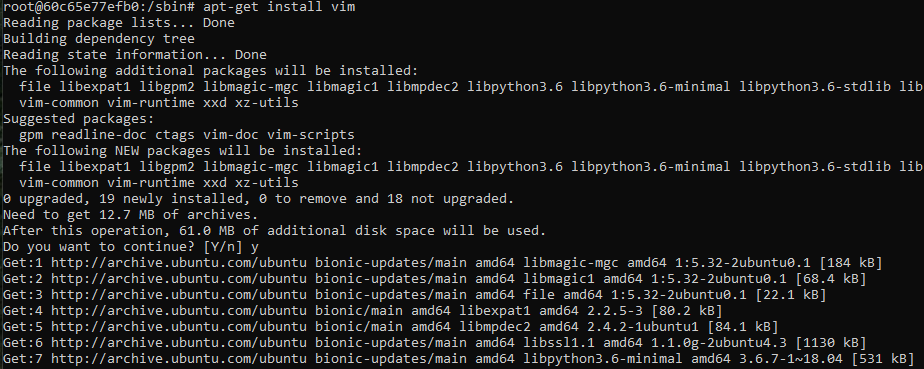 root@60c65e77efb0:/sbin# apt-get install vim
Reading package lists... Done
Building dependency tree
Reading state information... Done
The following additional packages will be installed:
  file libexpat1 libgpm2 libmagic-mgc libmagic1 libmpdec2 libpython3.6 libpython3.6-minimal libpython3.6-stdlib lib
  vim-common vim-runtime xxd xz-utils
Suggested packages:
  gpm readline-doc ctags vim-doc vim-scripts
The following NEW packages will be installed:
  file libexpat1 libgpm2 libmagic-mgc libmagic1 libmpdec2 libpython3.6 libpython3.6-minimal libpython3.6-stdlib lib
  vim-common vim-runtime xxd xz-utils
0 upgraded, 19 newly installed, 0 to remove and 18 not upgraded.
Need to get 12.7 MB of archives.
After this operation, 61.0 MB of additional disk space will be used.
Do you want to continue? [Y/n] y
Get:1 http://archive.ubuntu.com/ubuntu bionic-updates/main amd64 libmagic-mgc amd64 1:5.32-2ubuntu0.1 [184 kB]
Get:2 http://archive.ubuntu.com/ubuntu bionic-updates/main amd64 libmagic1 amd64 1:5.32-2ubuntu0.1 [68.4 kB]
Get:3 http://archive.ubuntu.com/ubuntu bionic-updates/main amd64 file amd64 1:5.32-2ubuntu0.1 [22.1 kB]
Get:4 http://archive.ubuntu.com/ubuntu bionic/main amd64 libexpat1 amd64 2.2.5-3 [80.2 kB]
Get:5 http://archive.ubuntu.com/ubuntu bionic/main amd64 libmpdec2 amd64 2.4.2-1ubuntu1 [84.1 kB]
Get:6 http://archive.ubuntu.com/ubuntu bionic-updates/main amd64 libssl1.1 amd64 1.1.0g-2ubuntu4.3 [1130 kB]
Get:7 http://archive.ubuntu.com/ubuntu bionic-updates/main amd64 libpython3.6-minimal amd64 3.6.7-1~18.04 [531 kB]